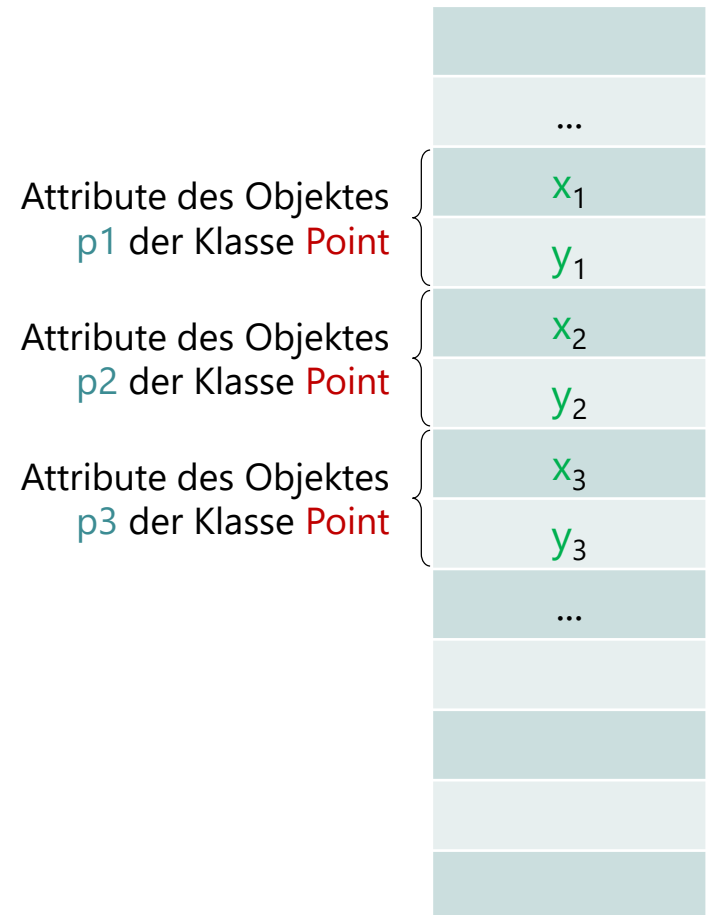 ...
Attribute des Objektes
p1 der Klasse Point
x₁
y₁
Attribute des Objektes
p2 der Klasse Point
x₂
y₂
Attribute des Objektes
p3 der Klasse Point
x₃
y₃
...